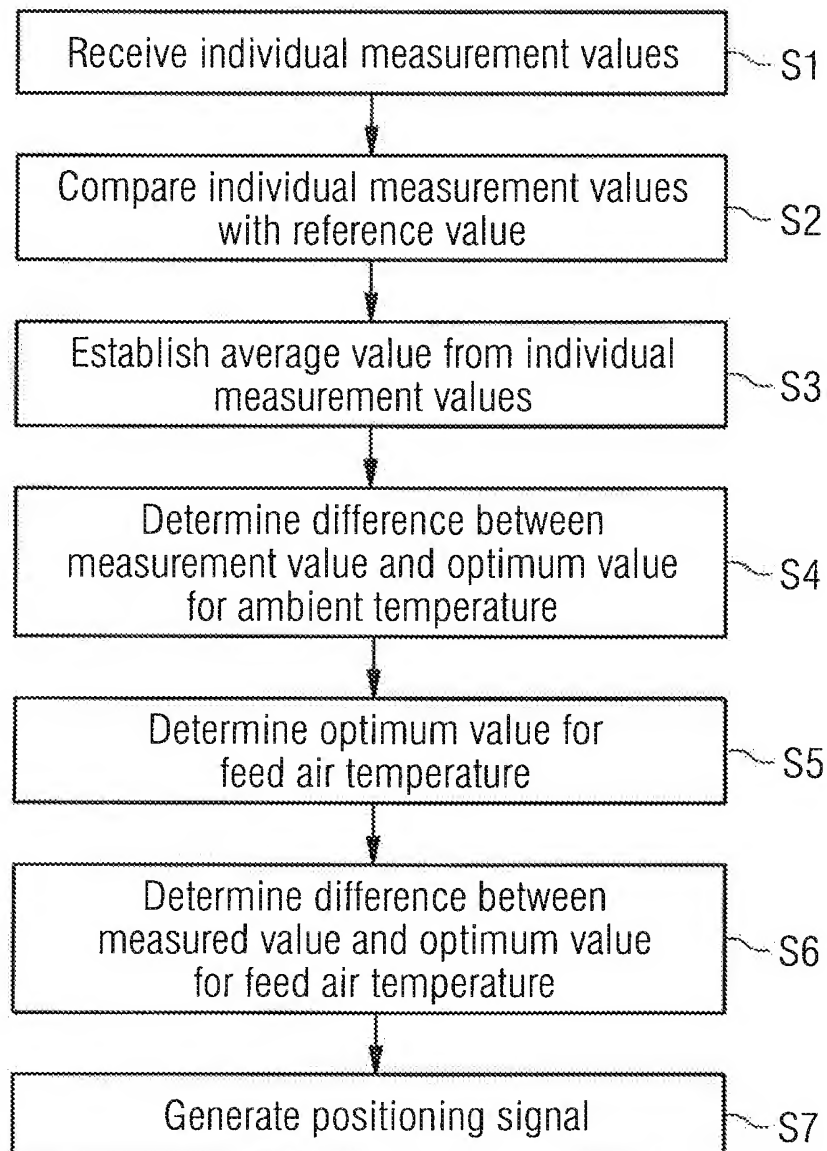 Receive individual measurement values
S1
Compare individual measurement values
with reference value
S2
Establish average value from individual
measurement values
S3
Determine difference between
measurement value and optimum value
for ambient temperature
S4
Determine optimum value for
feed air temperature
S5
Determine difference between
measured value and optimum value
for feed air temperature
S6
Generate positioning signal
S7